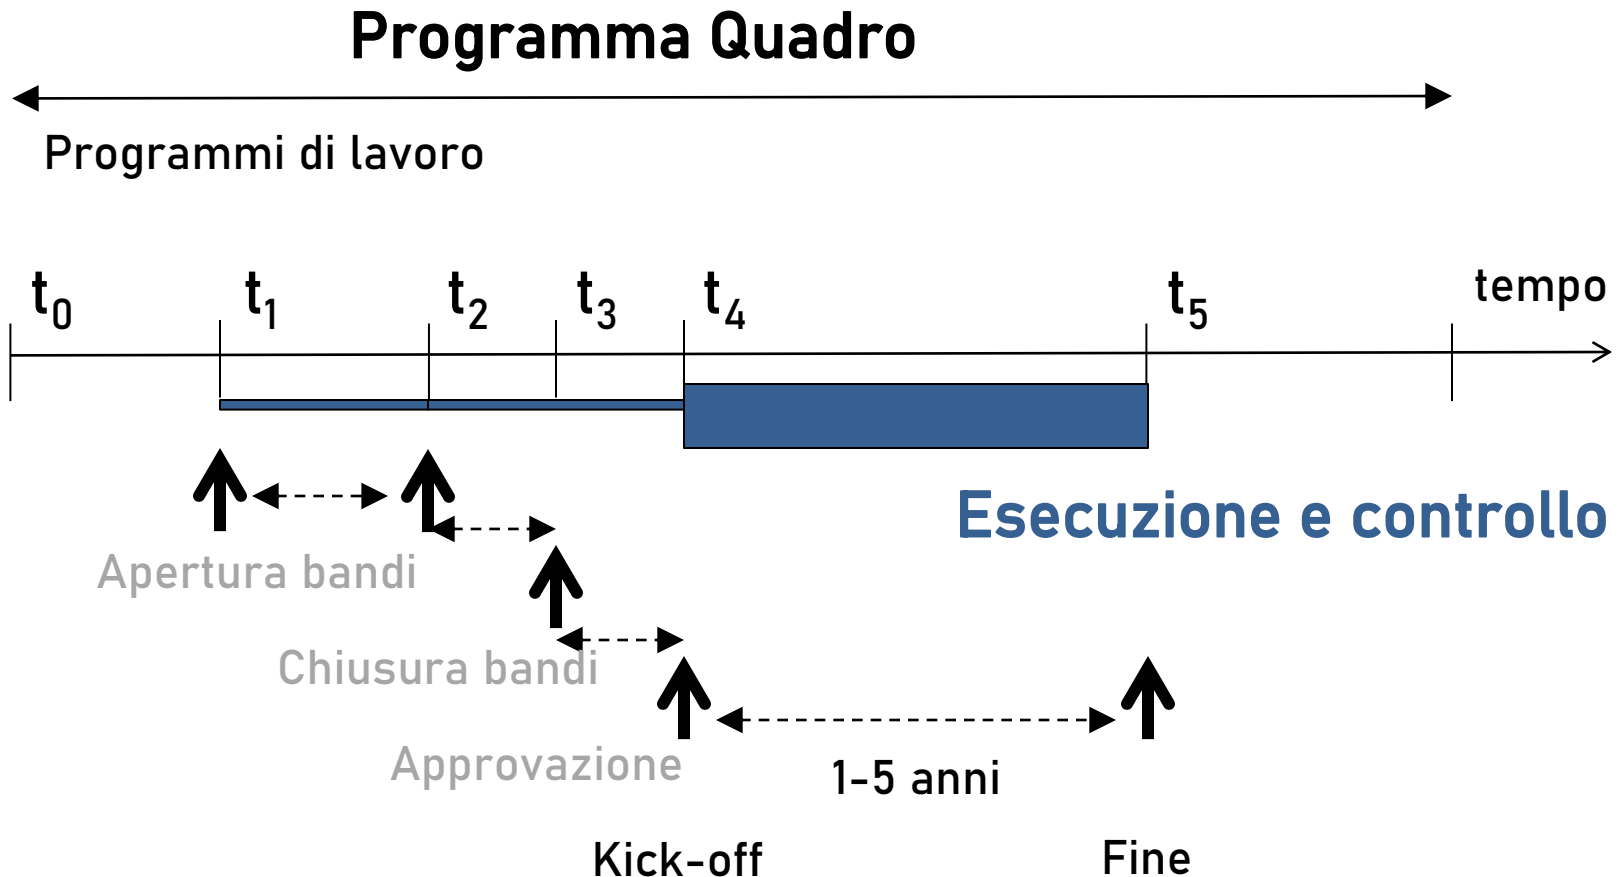 Programma Quadro
Programmi di lavoro
t0 t1 t2 t3 t4 t5 tempo
Esecuzione e controllo
Apertura bandi
Chiusura bandi
Approvazione
1-5 anni
Kick-off Fine